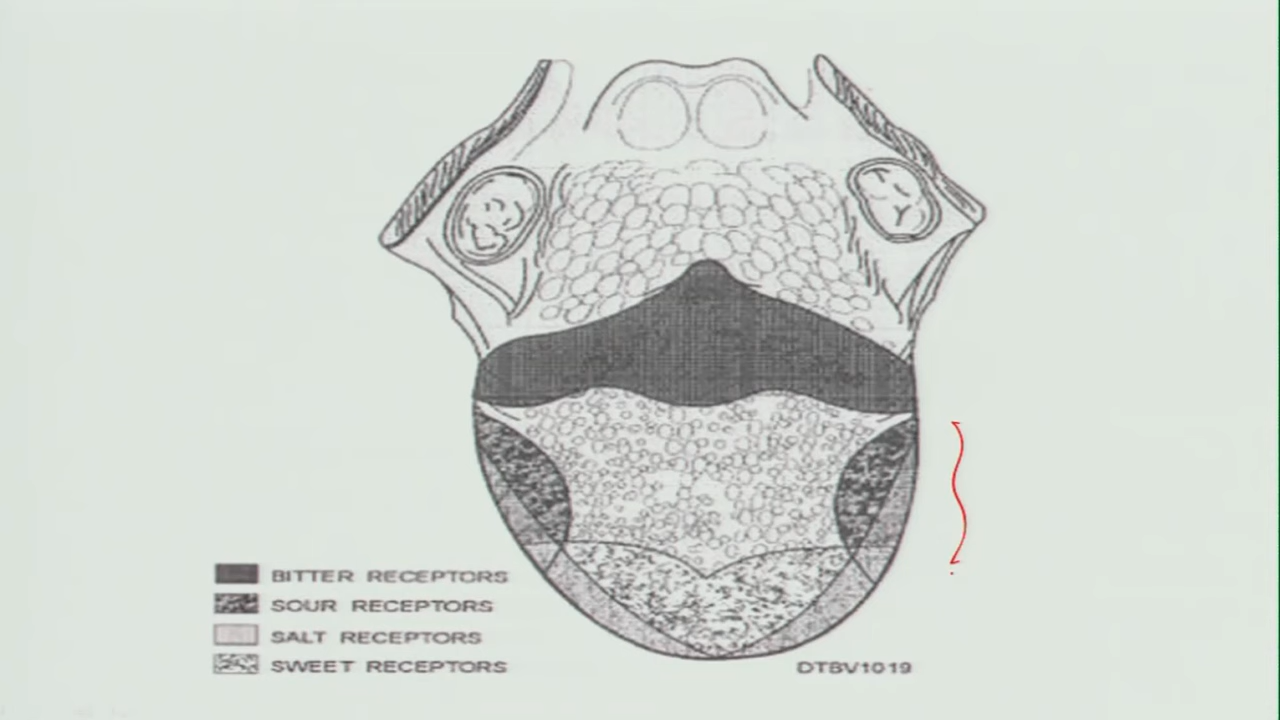 BITTER RECEPTORS
SOUR RECEPTORS
SALT RECEPTORS
SWEET RECEPTORS
DTBV1019